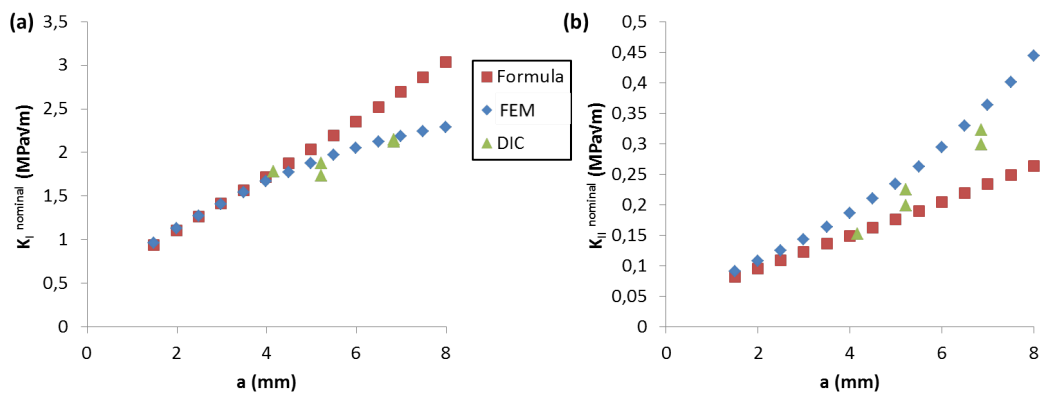 (a)
3,5
3
2,5
2
1,5
1
0,5
0
0 2 4 6 8
K_I nominal (MPa√m)
a (mm)
Formula
FEM
DIC
(b)
0,5
0,45
0,4
0,35
0,3
0,25
0,2
0,15
0,1
0,05
0
0 2 4 6 8
K_II nominal (MPa√m)
a (mm)